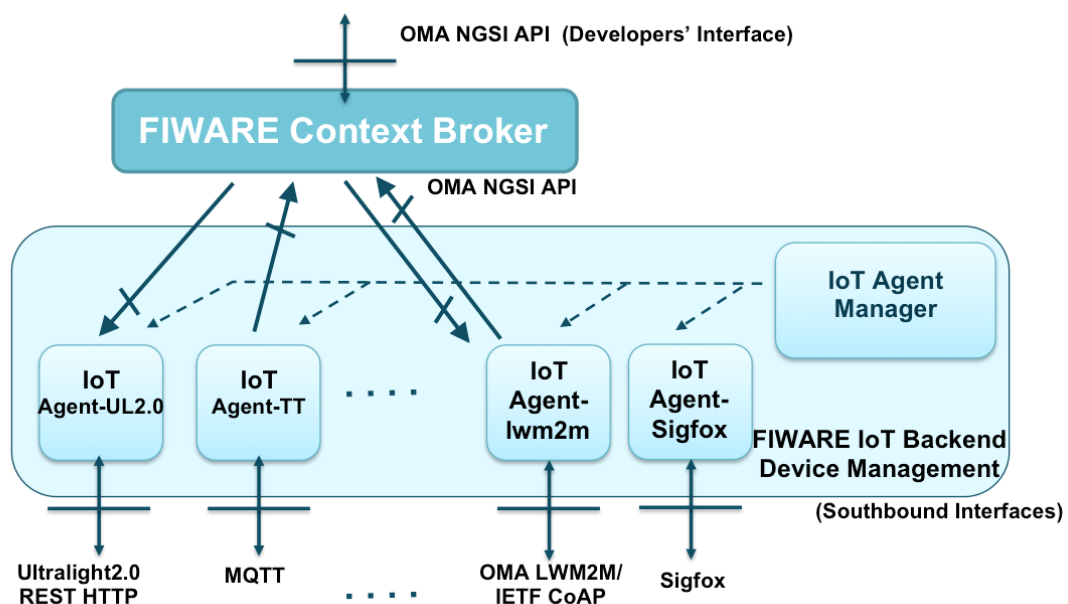 OMA NGSI API (Developers’ Interface)
FIWARE Context Broker
OMA NGSI API
IoT Agent
Manager
IoT
Agent-UL2.0
IoT
Agent-TT
. . . . .
IoT
Agent-
lwm2m
IoT
Agent-
Sigfox
FIWARE IoT Backend
Device Management
(Southbound Interfaces)
Ultralight2.0
REST HTTP
MQTT
. . . . .
OMA LWM2M/
IETF CoAP
Sigfox